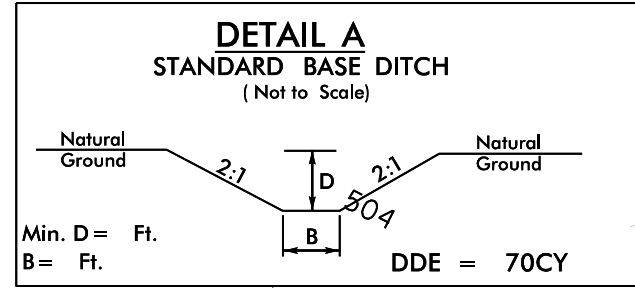 DETAIL A
STANDARD BASE DITCH
( Not to Scale)
Natural
Ground
2:1
D
2:1
Natural
Ground
504
Min. D = Ft.
B
B = Ft.
DDE = 70CY